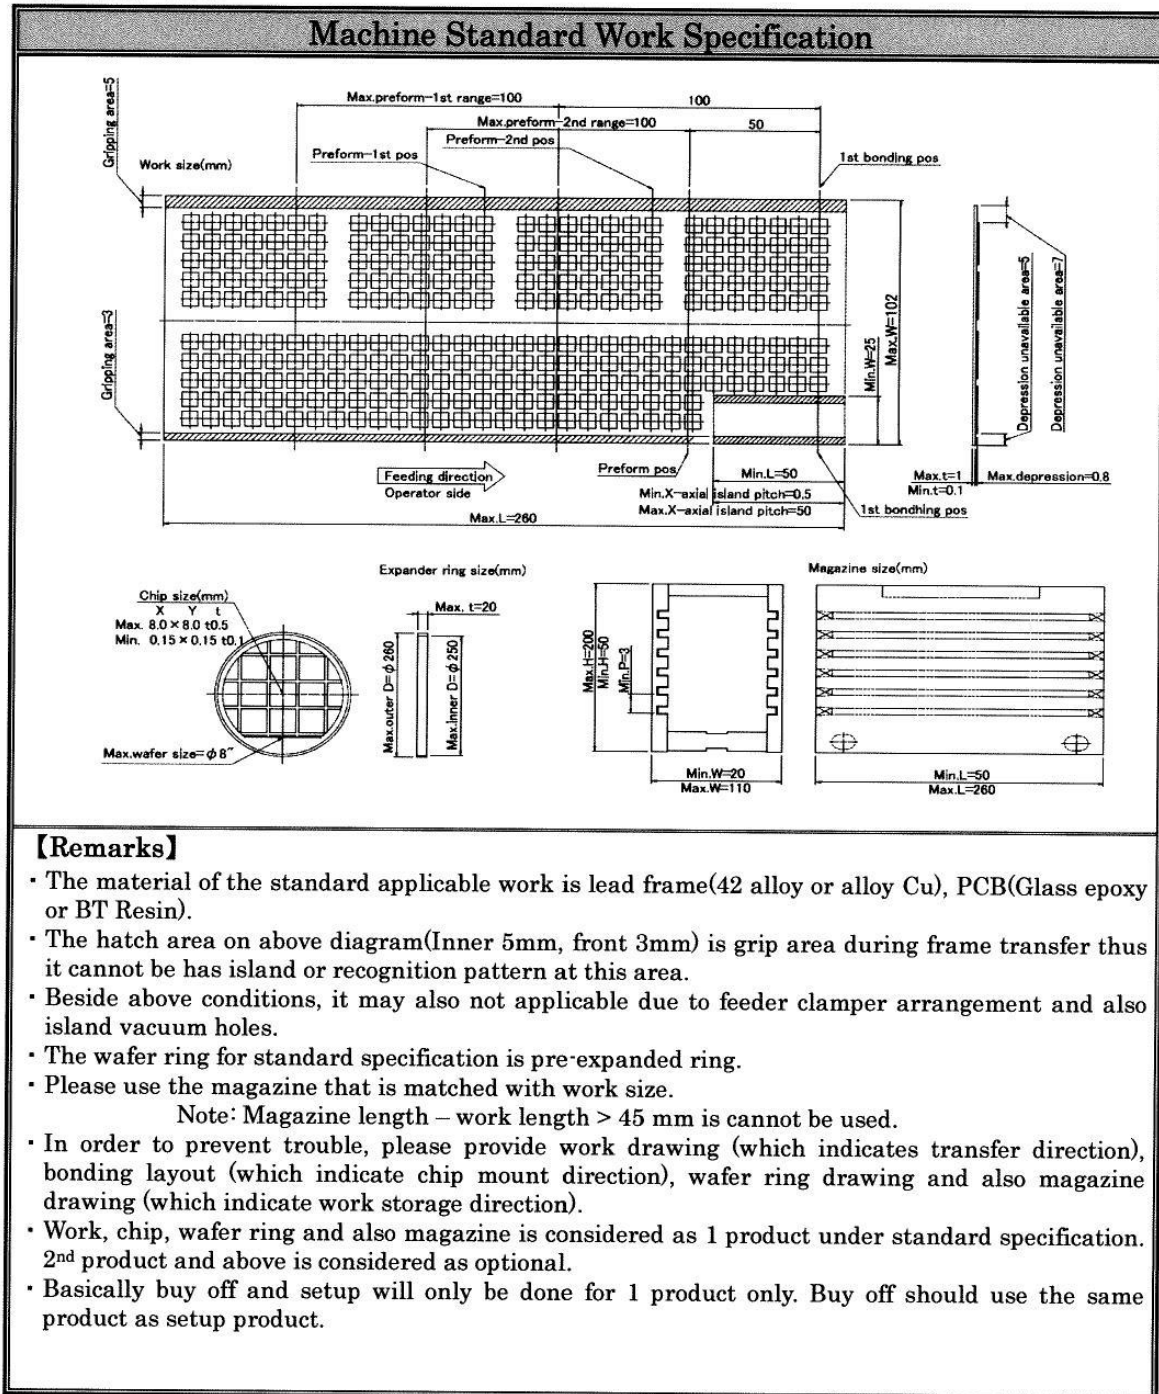 Machine Standard Work Specification
Gripping area=5
Max.preform-1st range=100
100
Max.preform-2nd range=100
50
Preform-1st pos
Preform-2nd pos
1st bonding pos
Work size(mm)
Gripping area=3
Min.W=25
Max.W=102
Depression unavailable area=5
Depression unavailable area=7
Feeding direction
Operator side
Preform pos
Min.L=50
Min.X-axial island pitch=0.5
Max.X-axial island pitch=50
1st bondhing pos
Max.t=1
Min.t=0.1
Max.depression=0.8
Max.L=260
Expander ring size(mm)
Magazine size(mm)
Chip size(mm)
X Y t
Max. 8.0×8.0 t0.5
Min. 0.15×0.15 t0.1
Max. t=20
Max.outer D=ϕ260
Max.inner D=ϕ250
Max.wafer size=ϕ8"
Max.H=200
Min.H=50
Min.P=3
Min.W=20
Max.W=110
Min.L=50
Max.L=260
【Remarks】
・The material of the standard applicable work is lead frame(42 alloy or alloy Cu), PCB(Glass epoxy
or BT Resin).
・The hatch area on above diagram(Inner 5mm, front 3mm) is grip area during frame transfer thus
it cannot be has island or recognition pattern at this area.
・Beside above conditions, it may also not applicable due to feeder clamper arrangement and also
island vacuum holes.
・The wafer ring for standard specification is pre-expanded ring.
・Please use the magazine that is matched with work size.
Note: Magazine length – work length > 45 mm is cannot be used.
・In order to prevent trouble, please provide work drawing (which indicates transfer direction),
bonding layout (which indicate chip mount direction), wafer ring drawing and also magazine
drawing (which indicate work storage direction).
・Work, chip, wafer ring and also magazine is considered as 1 product under standard specification.
2nd product and above is considered as optional.
・Basically buy off and setup will only be done for 1 product only. Buy off should use the same
product as setup product.